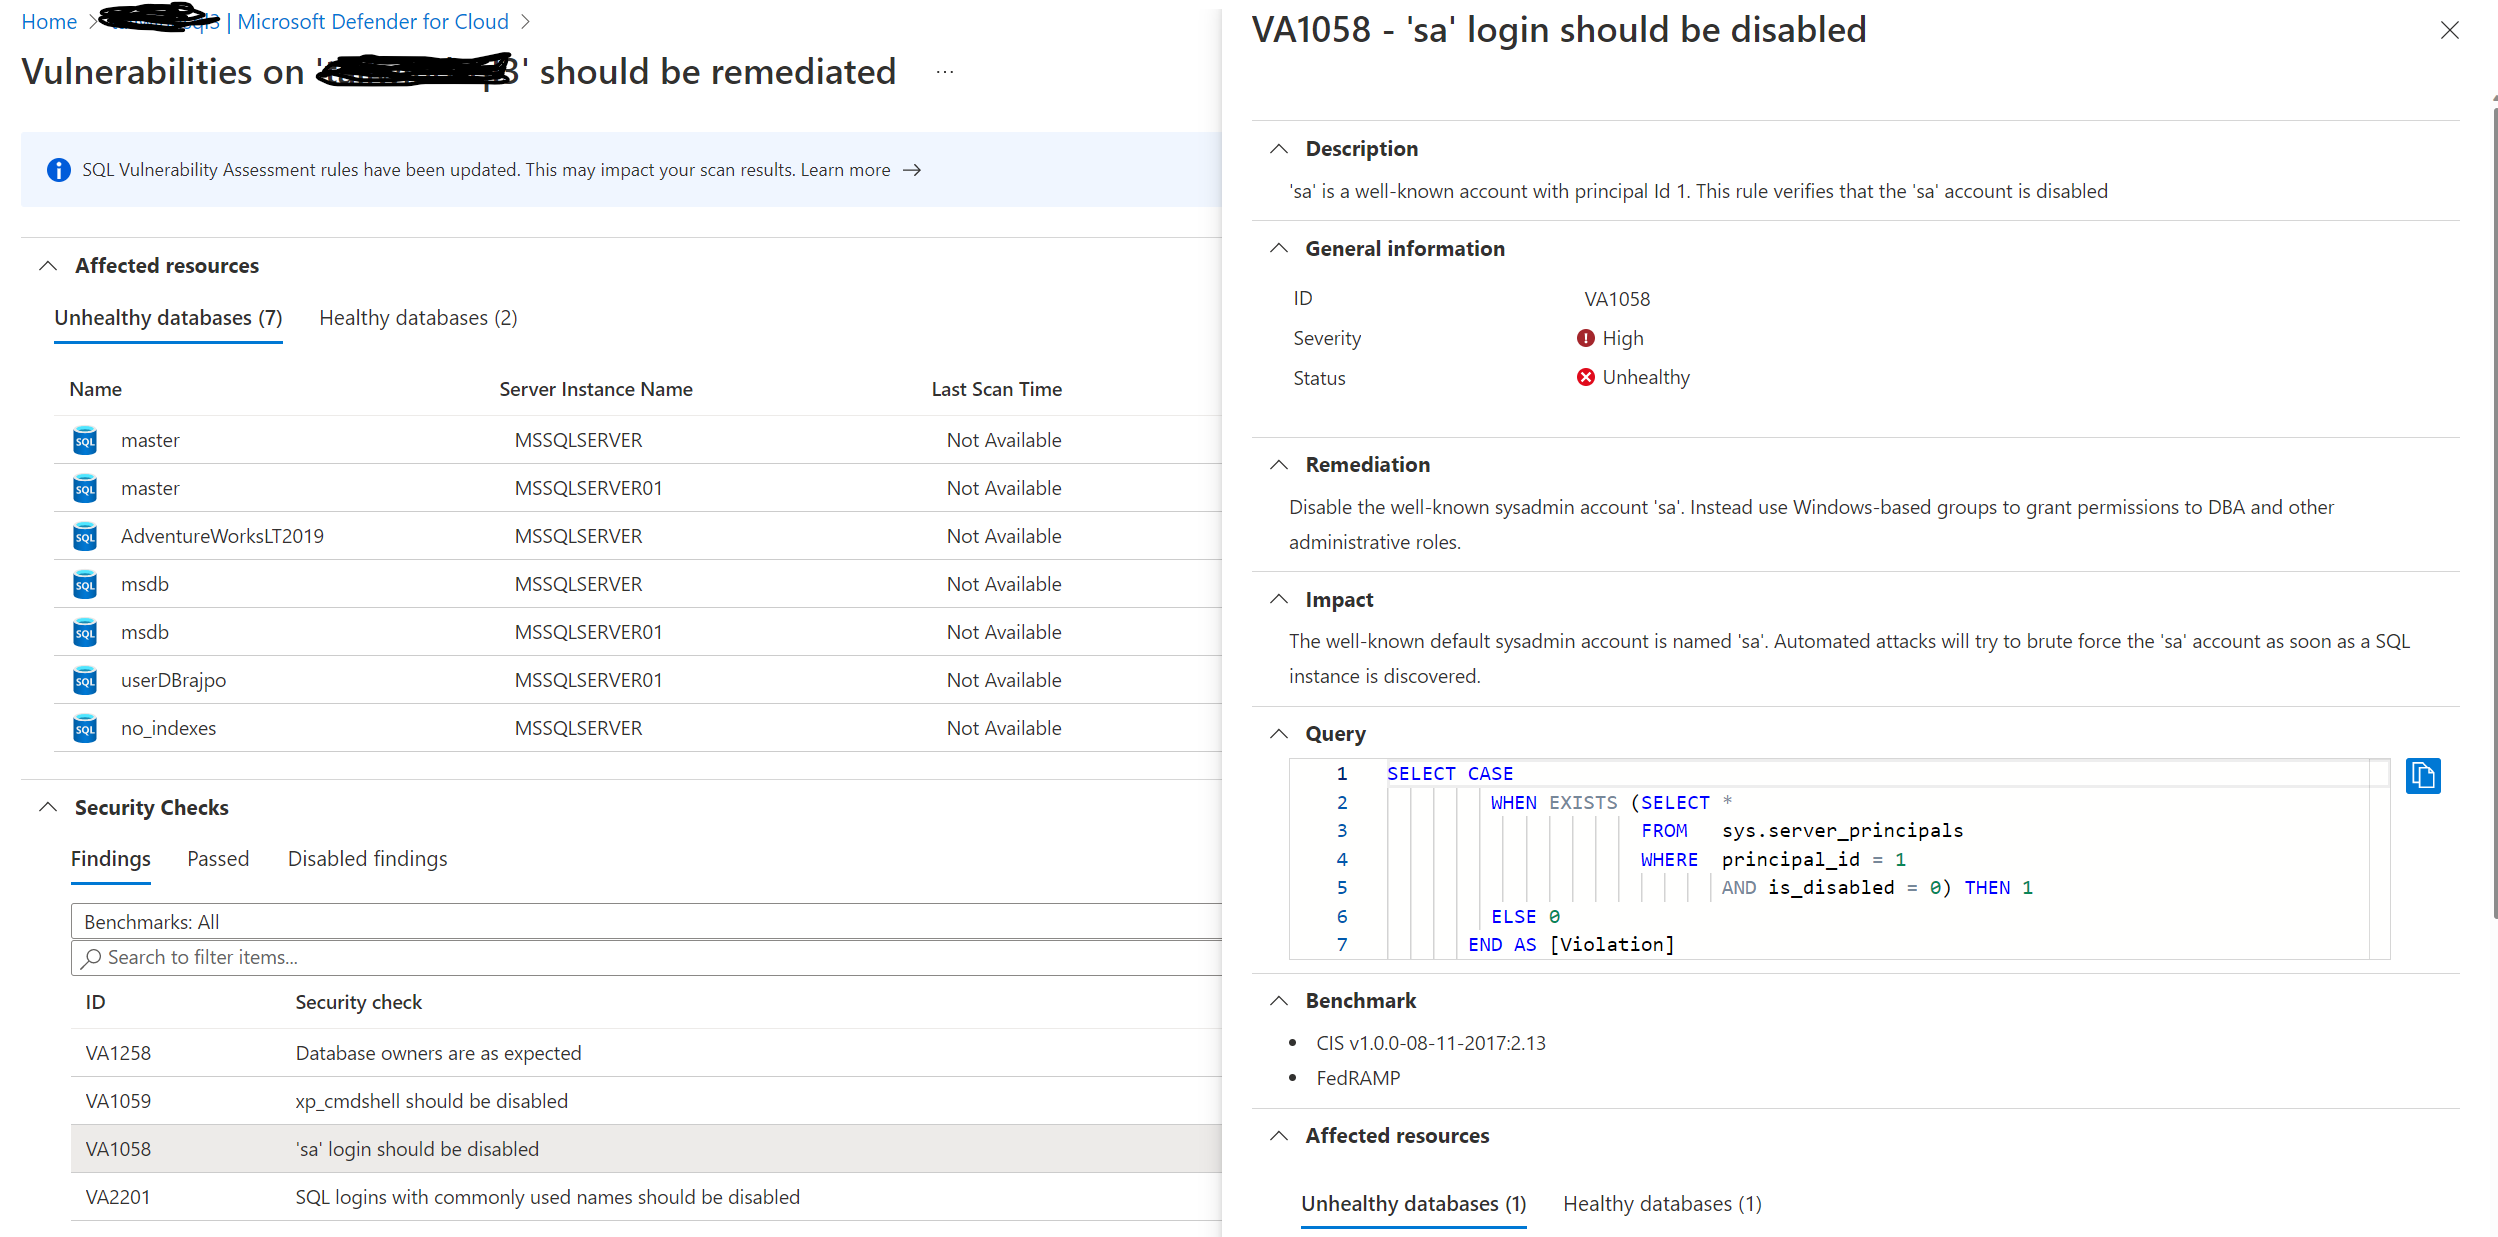 Home
| Microsoft Defender for Cloud
Vulnerabilities on ' ' should be remediated ...
SQL Vulnerability Assessment rules have been updated. This may impact your scan results. Learn more →
Affected resources
Unhealthy databases (7) Healthy databases (2)
Name Server Instance Name Last Scan Time
SQL master MSSQLSERVER Not Available
SQL master MSSQLSERVER01 Not Available
SQL AdventureWorksLT2019 MSSQLSERVER Not Available
SQL msdb MSSQLSERVER Not Available
SQL msdb MSSQLSERVER01 Not Available
SQL userDBrajpo MSSQLSERVER01 Not Available
SQL no_indexes MSSQLSERVER Not Available
Security Checks
Findings Passed Disabled findings
Benchmarks: All
Search to filter items...
ID Security check
VA1258 Database owners are as expected
VA1059 xp_cmdshell should be disabled
VA1058 'sa' login should be disabled
VA2201 SQL logins with commonly used names should be disabled
VA1058 - 'sa' login should be disabled
Description
'sa' is a well-known account with principal Id 1. This rule verifies that the 'sa' account is disabled
General information
ID VA1058
Severity High
Status Unhealthy
Remediation
Disable the well-known sysadmin account 'sa'. Instead use Windows-based groups to grant permissions to DBA and other
administrative roles.
Impact
The well-known default sysadmin account is named 'sa'. Automated attacks will try to brute force the 'sa' account as soon as a SQL
instance is discovered.
Query
1 SELECT CASE
2 WHEN EXISTS (SELECT *
3 FROM sys.server_principals
4 WHERE principal_id = 1
5 AND is_disabled = 0) THEN 1
6 ELSE 0
7 END AS [Violation]
Benchmark
• CIS v1.0.0-08-11-2017:2.13
• FedRAMP
Affected resources
Unhealthy databases (1) Healthy databases (1)